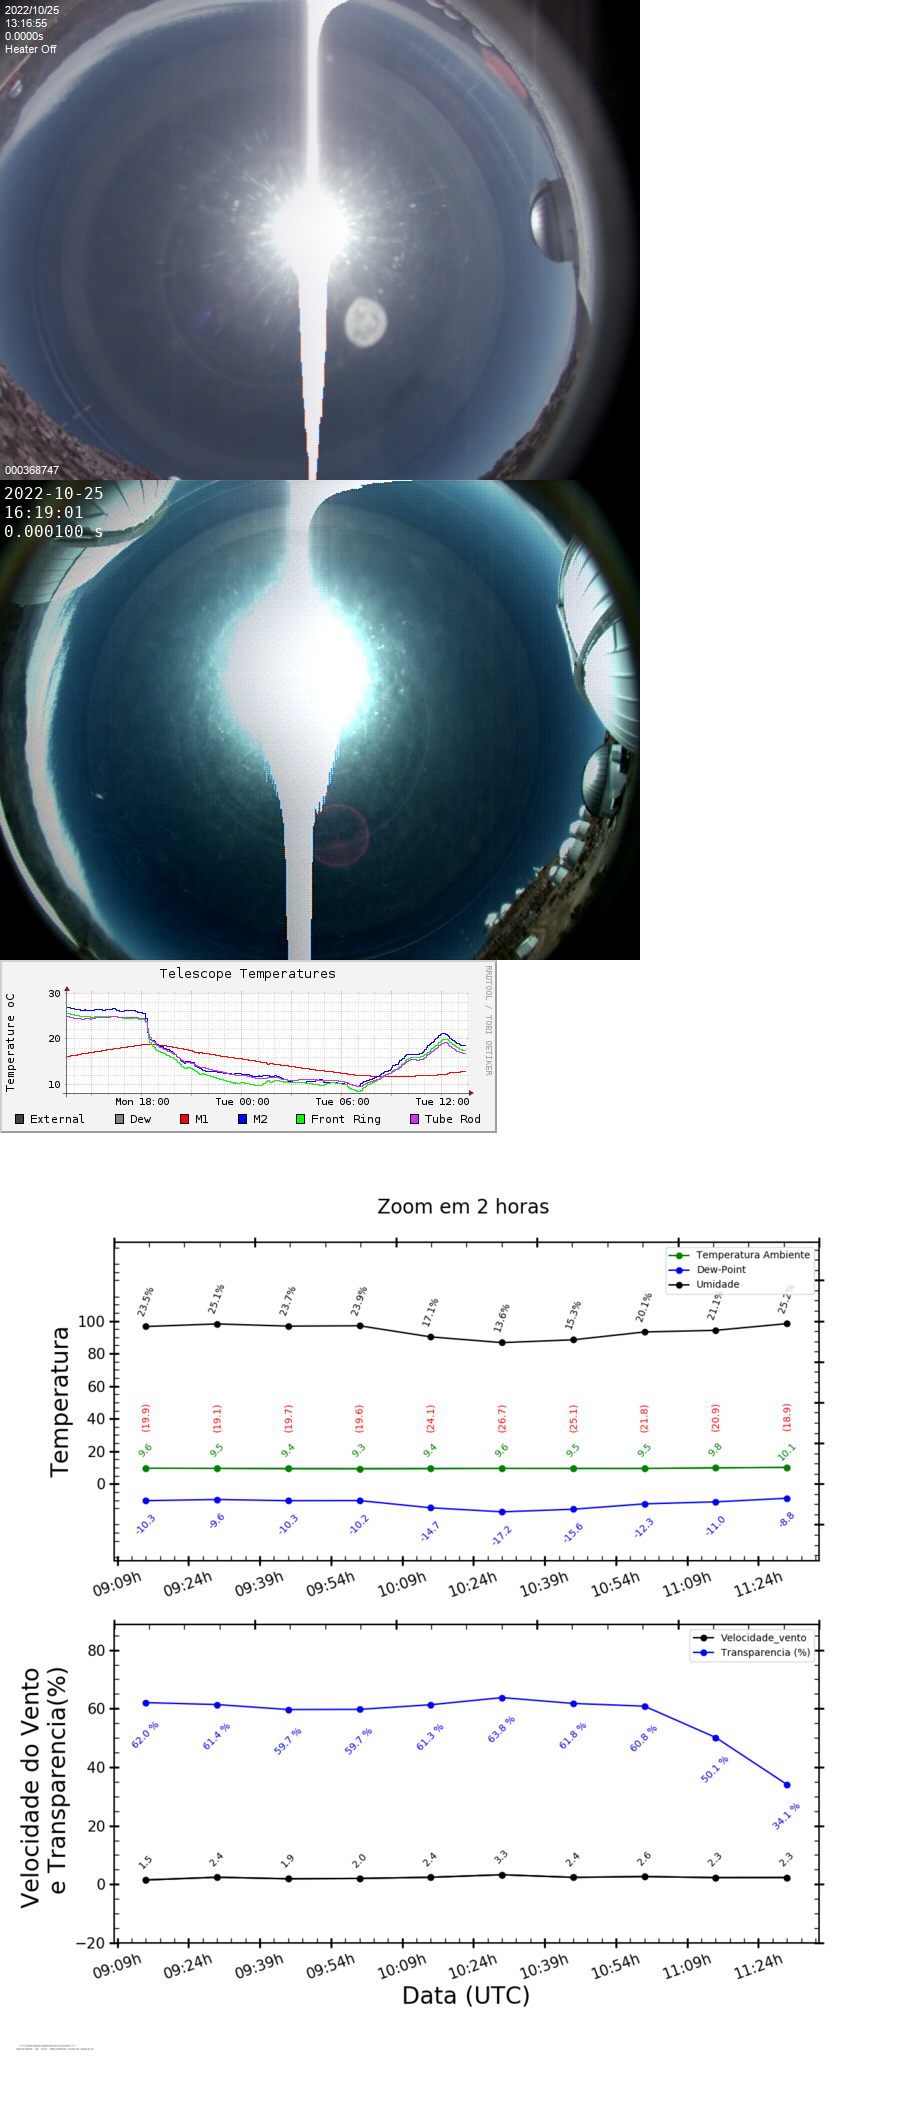 2022/10/25
13:16:55
0.0000s
Heater Off
000368747
2022-10-25
16:19:01
0.000100 s
Telescope Temperatures
RRDTOOL / TOBI OETIKER
Temperature oC
30
20
10
Mon 18:00 Tue 00:00 Tue 06:00 Tue 12:00
External Dew M1 M2 Front Ring Tube Rod
Zoom em 2 horas
Temperatura Ambiente
Dew-Point
Umidade
Temperatura
100
80
60
40
20
0
23.5% 25.1% 23.7% 23.9% 17.1% 13.6% 15.3% 20.1% 21.1% 25.2%
(19.9) (19.1) (19.7) (19.6) (24.1) (26.7) (25.1) (21.8) (20.9) (18.9)
9.6 9.5 9.4 9.3 9.4 9.6 9.5 9.5 9.8 10.1
-10.3 -9.6 -10.3 -10.2 -14.7 -17.2 -15.6 -12.3 -11.0 -8.8
09:09h 09:24h 09:39h 09:54h 10:09h 10:24h 10:39h 10:54h 11:09h 11:24h
Velocidade_vento
Transparencia (%)
Velocidade do Vento
e Transparencia(%)
80
60
40
20
0
−20
62.0 % 61.4 % 59.7 % 59.7 % 61.3 % 63.8 % 61.8 % 60.8 % 50.1 % 34.1 %
1.5 2.4 1.9 2.0 2.4 3.3 2.4 2.6 2.3 2.3
09:09h 09:24h 09:39h 09:54h 10:09h 10:24h 10:39h 10:54h 11:09h 11:24h
Data (UTC)